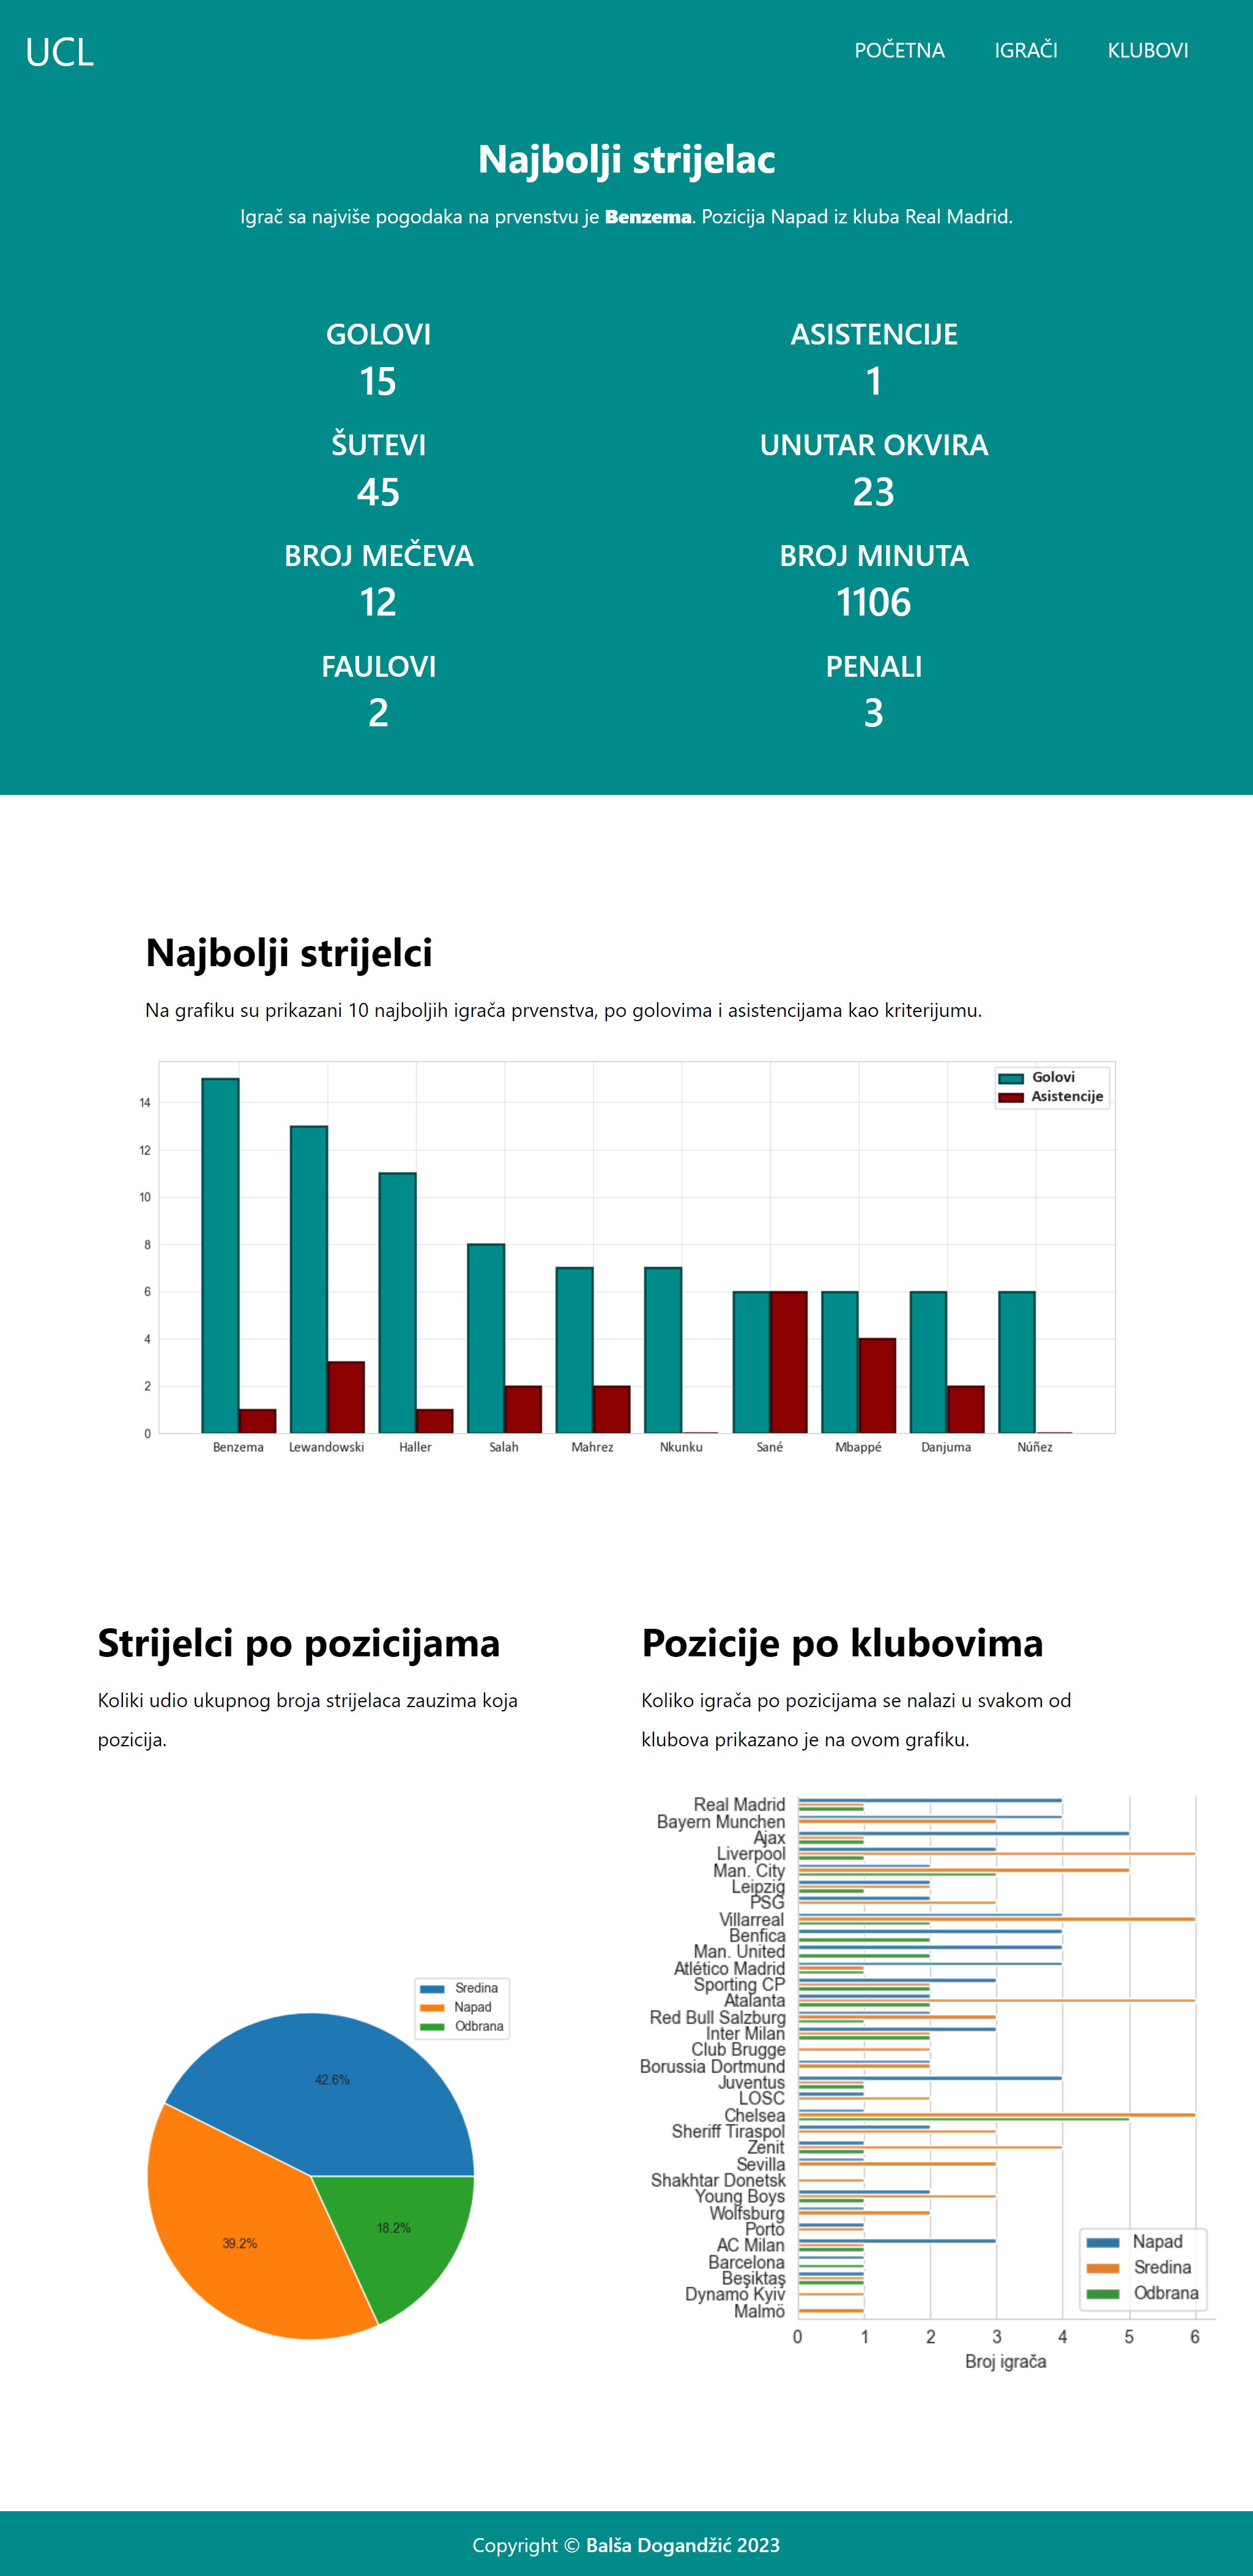 UCL
POČETNA
IGRAČI
KLUBOVI
Najbolji strijelac
Igrač sa najviše pogodaka na prvenstvu je Benzema. Pozicija Napad iz kluba Real Madrid.
GOLOVI
15
ASISTENCIJE
1
ŠUTEVI
45
UNUTAR OKVIRA
23
BROJ MEČEVA
12
BROJ MINUTA
1106
FAULOVI
2
PENALI
3
Najbolji strijelci
Na grafiku su prikazani 10 najboljih igrača prvenstva, po golovima i asistencijama kao kriterijumu.
Golovi
Asistencije
14
12
10
8
6
4
2
0
Benzema
Lewandowski
Haller
Salah
Mahrez
Nkunku
Sané
Mbappé
Danjuma
Núñez
Strijelci po pozicijama
Koliki udio ukupnog broja strijelaca zauzima koja
pozicija.
Sredina
Napad
Odbrana
42.6%
39.2%
18.2%
Pozicije po klubovima
Koliko igrača po pozicijama se nalazi u svakom od
klubova prikazano je na ovom grafiku.
Real Madrid
Bayern Munchen
Ajax
Liverpool
Man. City
Leipzig
PSG
Villarreal
Benfica
Man. United
Atlético Madrid
Sporting CP
Atalanta
Red Bull Salzburg
Inter Milan
Club Brugge
Borussia Dortmund
Juventus
LOSC
Chelsea
Sheriff Tiraspol
Zenit
Sevilla
Shakhtar Donetsk
Young Boys
Wolfsburg
Porto
AC Milan
Barcelona
Beşiktaş
Dynamo Kyiv
Malmö
Napad
Sredina
Odbrana
0 1 2 3 4 5 6
Broj igrača
Copyright © Balša Dogandžić 2023